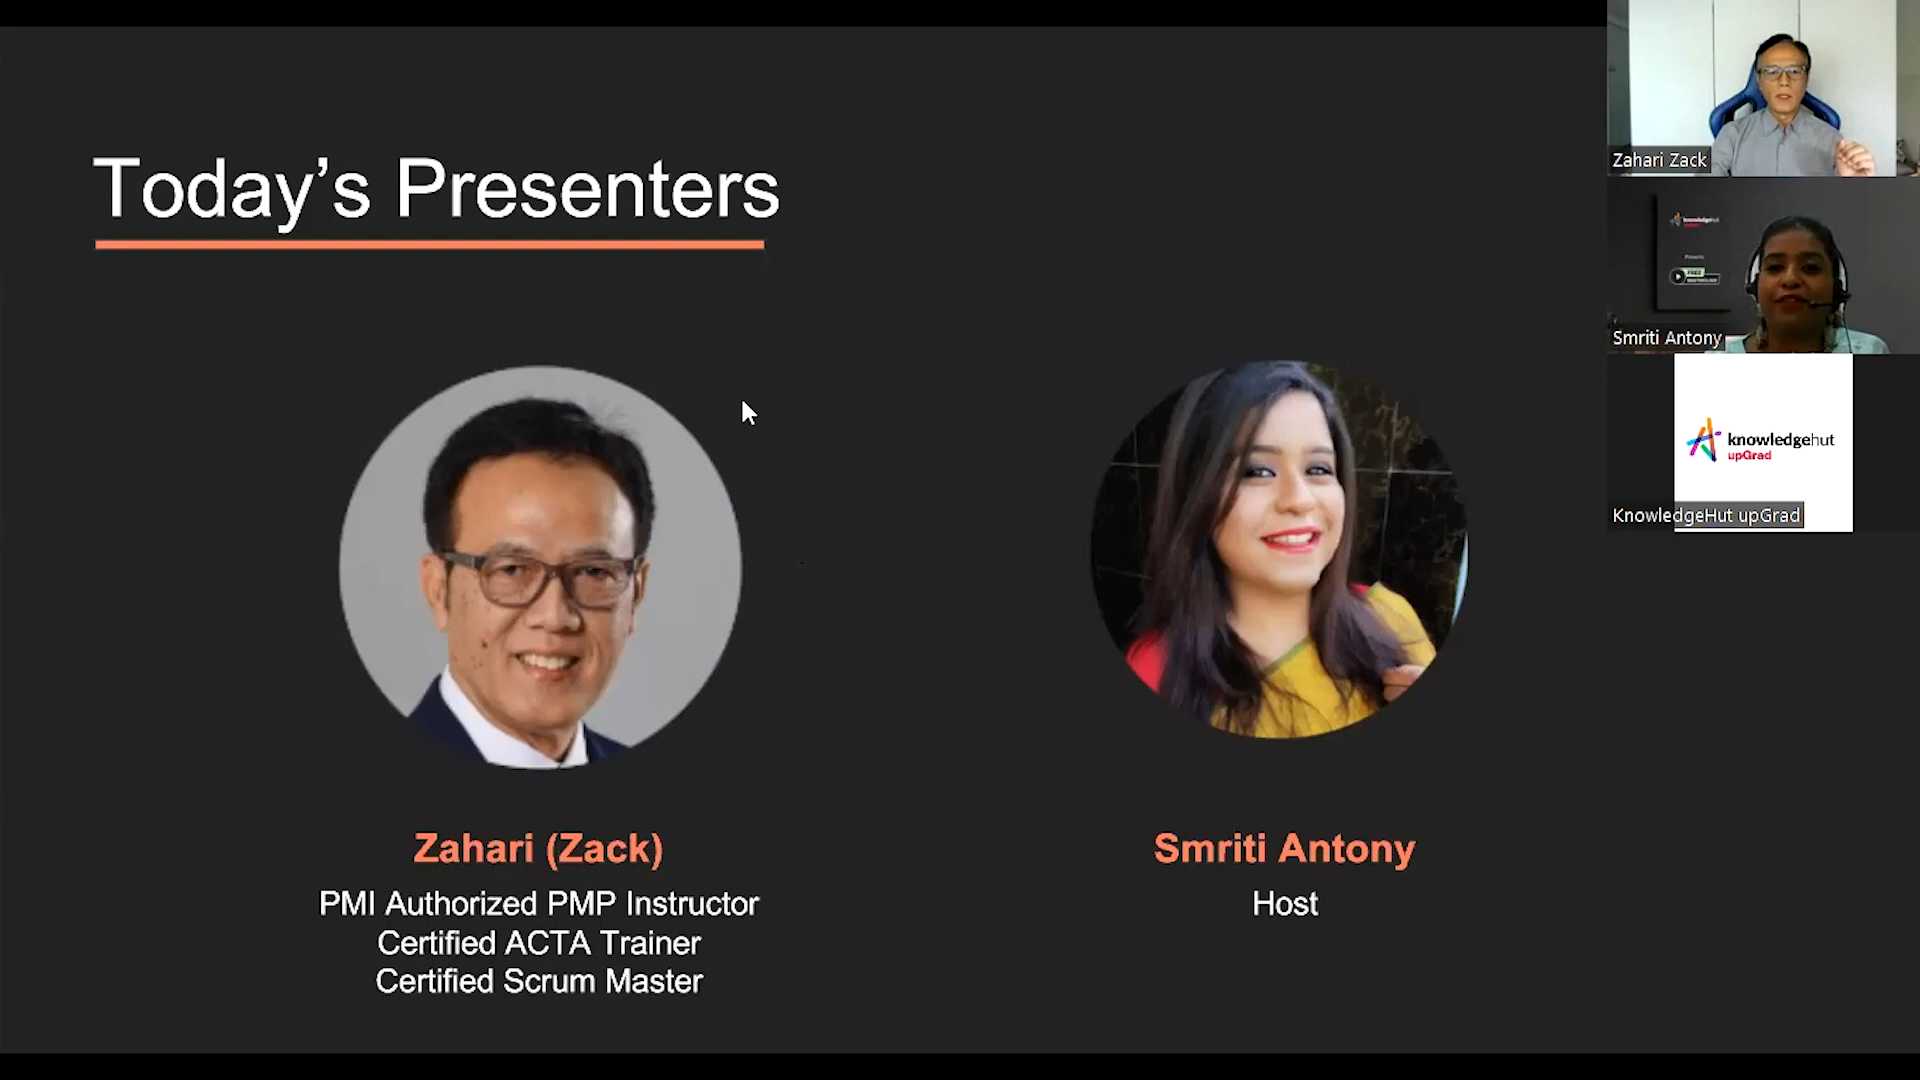 Today's Presenters
Zahari (Zack)
PMI Authorized PMP Instructor
Certified ACTA Trainer
Certified Scrum Master
Smriti Antony
Host
Zahari Zack
knowledgehut
Smriti Antony
knowledgehut
upGrad
KnowledgeHut upGrad